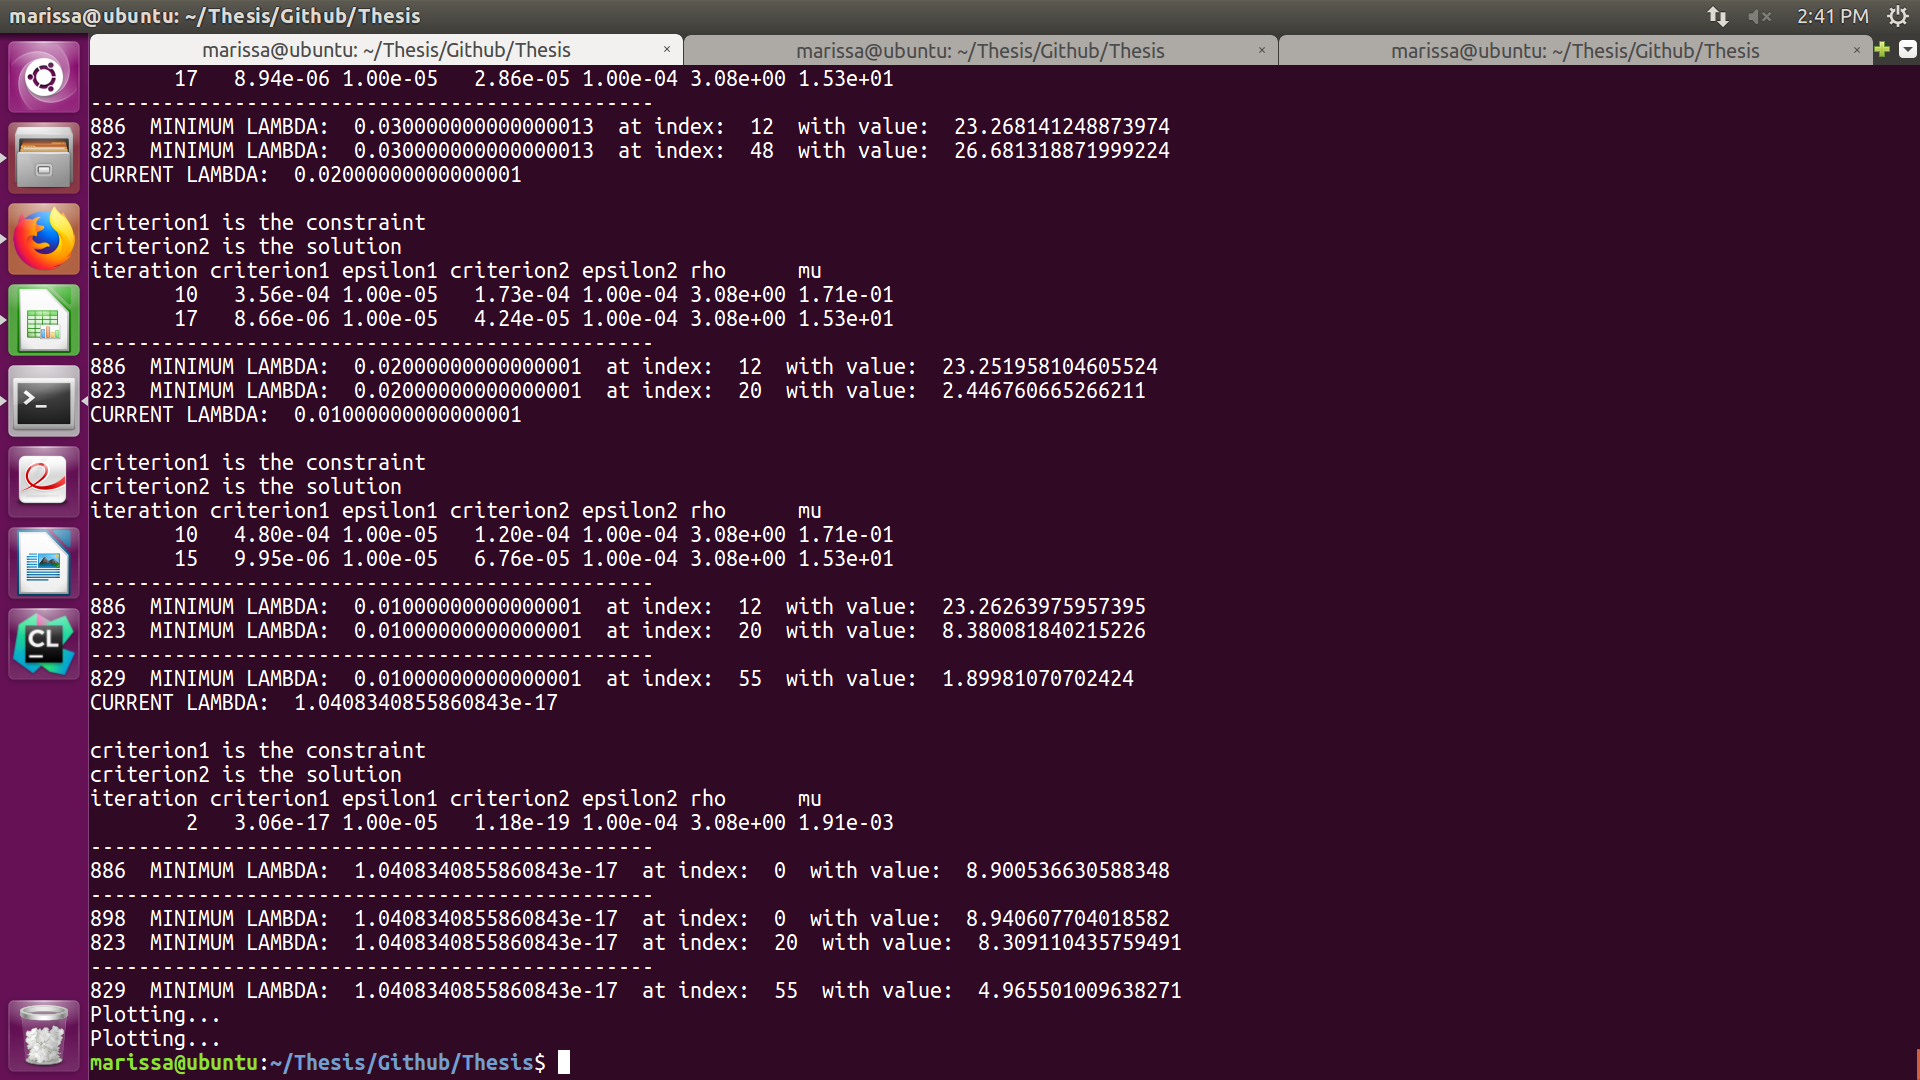 marissa@ubuntu: ~/Thesis/Github/Thesis
2:41 PM
marissa@ubuntu: ~/Thesis/Github/Thesis × marissa@ubuntu: ~/Thesis/Github/Thesis × marissa@ubuntu: ~/Thesis/Github/Thesis ×
       17   8.94e-06 1.00e-05   2.86e-05 1.00e-04 3.08e+00 1.53e+01
-----------------------------------------------
886  MINIMUM LAMBDA:  0.030000000000000013  at index:  12  with value:  23.268141248873974
823  MINIMUM LAMBDA:  0.030000000000000013  at index:  48  with value:  26.681318871999224
CURRENT LAMBDA:  0.02000000000000001

criterion1 is the constraint
criterion2 is the solution
iteration criterion1 epsilon1 criterion2 epsilon2 rho      mu
       10   3.56e-04 1.00e-05   1.73e-04 1.00e-04 3.08e+00 1.71e-01
       17   8.66e-06 1.00e-05   4.24e-05 1.00e-04 3.08e+00 1.53e+01
-----------------------------------------------
886  MINIMUM LAMBDA:  0.02000000000000001  at index:  12  with value:  23.251958104605524
823  MINIMUM LAMBDA:  0.02000000000000001  at index:  20  with value:  2.446760665266211
CURRENT LAMBDA:  0.01000000000000001

criterion1 is the constraint
criterion2 is the solution
iteration criterion1 epsilon1 criterion2 epsilon2 rho      mu
       10   4.80e-04 1.00e-05   1.20e-04 1.00e-04 3.08e+00 1.71e-01
       15   9.95e-06 1.00e-05   6.76e-05 1.00e-04 3.08e+00 1.53e+01
-----------------------------------------------
886  MINIMUM LAMBDA:  0.01000000000000001  at index:  12  with value:  23.26263975957395
823  MINIMUM LAMBDA:  0.01000000000000001  at index:  20  with value:  8.380081840215226
-----------------------------------------------
829  MINIMUM LAMBDA:  0.01000000000000001  at index:  55  with value:  1.89981070702424
CURRENT LAMBDA:  1.0408340855860843e-17

criterion1 is the constraint
criterion2 is the solution
iteration criterion1 epsilon1 criterion2 epsilon2 rho      mu
        2   3.06e-17 1.00e-05   1.18e-19 1.00e-04 3.08e+00 1.91e-03
-----------------------------------------------
886  MINIMUM LAMBDA:  1.0408340855860843e-17  at index:  0  with value:  8.900536630588348
-----------------------------------------------
898  MINIMUM LAMBDA:  1.0408340855860843e-17  at index:  0  with value:  8.940607704018582
823  MINIMUM LAMBDA:  1.0408340855860843e-17  at index:  20  with value:  8.309110435759491
-----------------------------------------------
829  MINIMUM LAMBDA:  1.0408340855860843e-17  at index:  55  with value:  4.965501009638271
Plotting...
Plotting...
marissa@ubuntu:~/Thesis/Github/Thesis$
>_
CL